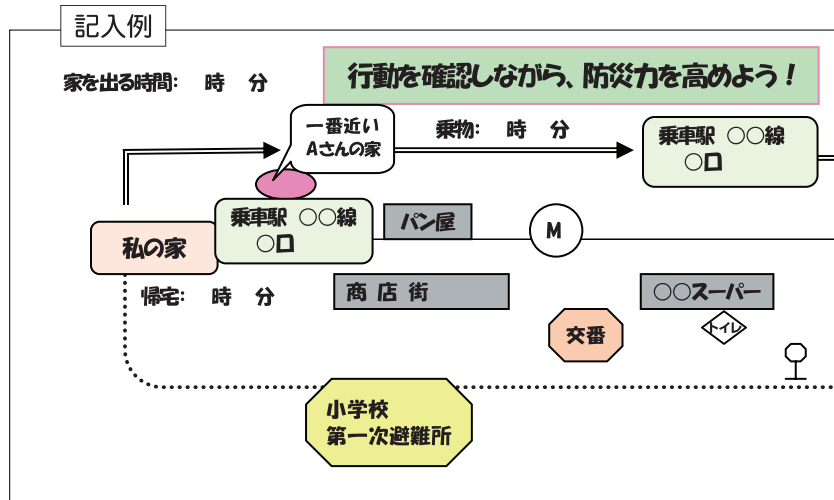 記入例
行動を確認しながら、防災力を高めよう！
家を出る時間： 時 分
一番近い
Aさんの家
乗物： 時 分
乗車駅 ○○線
○口
乗車駅 ○○線
○口
パン屋
M
私の家
帰宅： 時 分
商店街
○○スーパー
トイレ
交番
小学校
第一次避難所